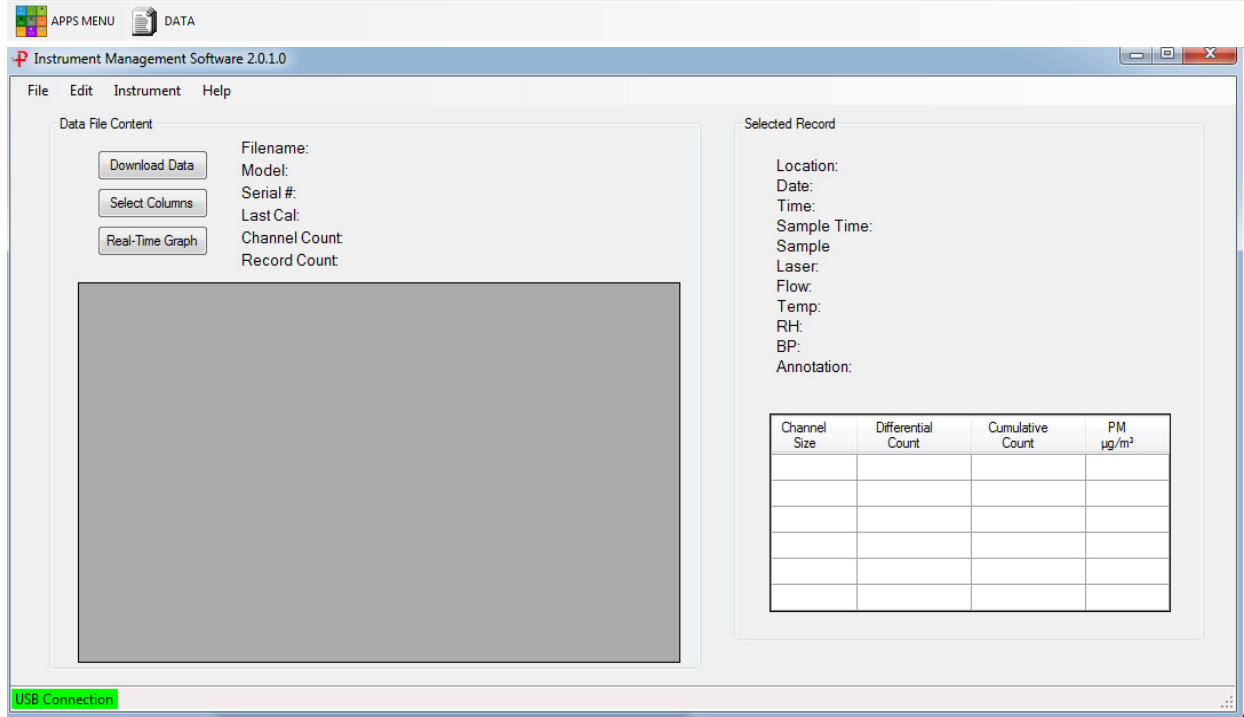 APPS MENU DATA
Instrument Management Software 2.0.1.0
File Edit Instrument Help
Data File Content
Download Data
Select Columns
Real-Time Graph
Filename:
Model:
Serial #:
Last Cal:
Channel Count:
Record Count:
Selected Record
Location:
Date:
Time:
Sample Time:
Sample
Laser:
Flow:
Temp:
RH:
BP:
Annotation:
Channel Size Differential Count Cumulative Count PM µg/m³
USB Connection